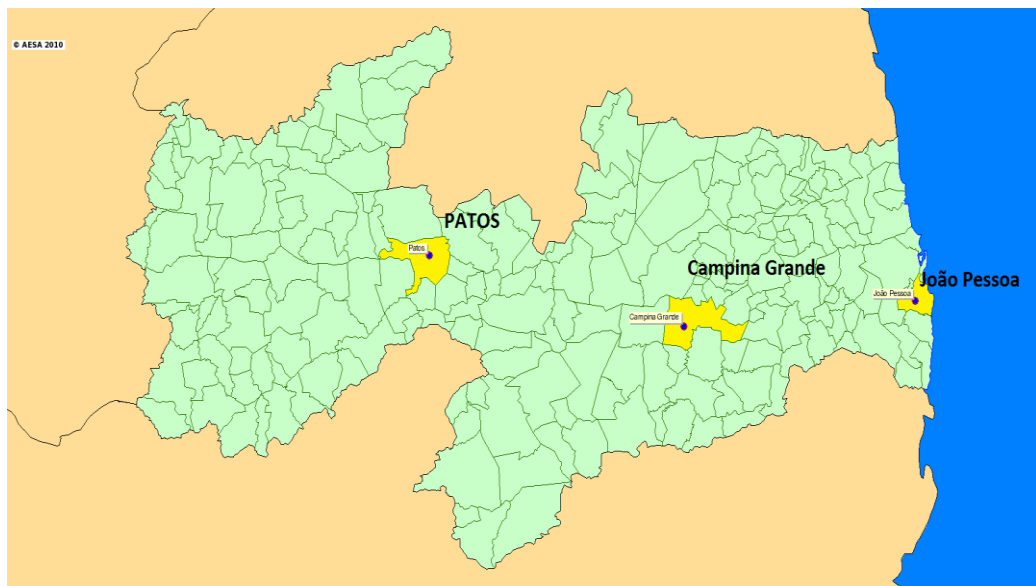 © AESA 2010
PATOS
Patos
Campina Grande
João Pessoa
João Pessoa
Campina Grande